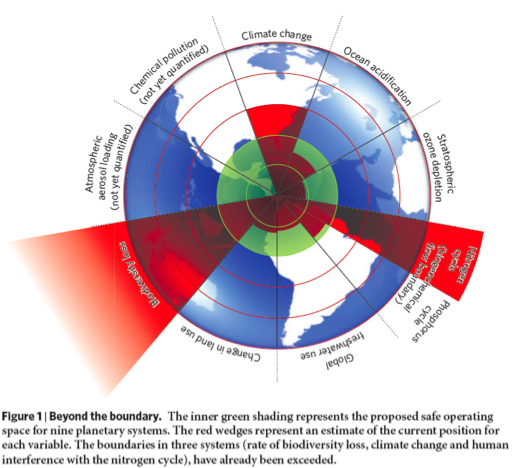 Climate change
Ocean acidification
Stratospheric
ozone depletion
Nitrogen
cycle
(biogeochemical
flow boundary)
Phosphorus
cycle
Global
freshwater use
Change in land use
Biodiversity loss
Atmospheric
aerosol loading
(not yet quantified)
Chemical pollution
(not yet quantified)
Figure 1 | Beyond the boundary. The inner green shading represents the proposed safe operating
space for nine planetary systems. The red wedges represent an estimate of the current position for
each variable. The boundaries in three systems (rate of biodiversity loss, climate change and human
interference with the nitrogen cycle), have already been exceeded.